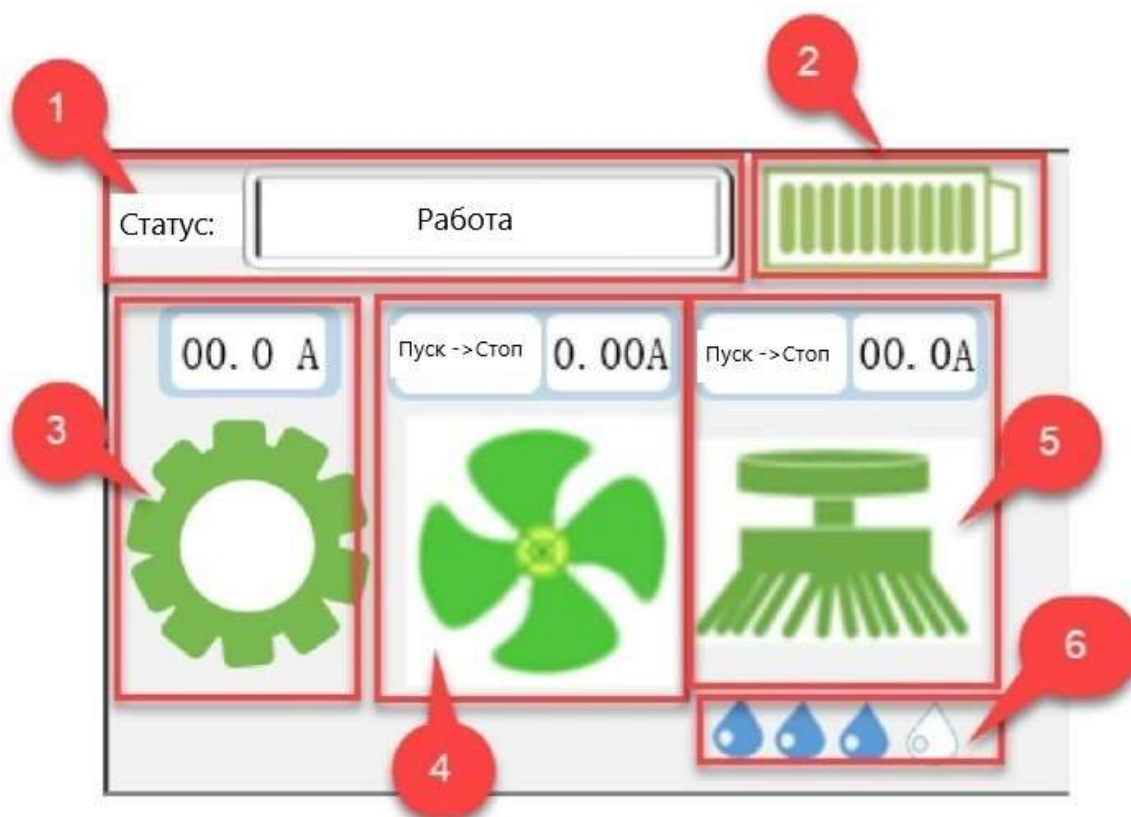 1
2
Статус:
Работа
00.0 A
Пуск ->Стоп
0.00A
Пуск ->Стоп
00.0A
3
5
6
4